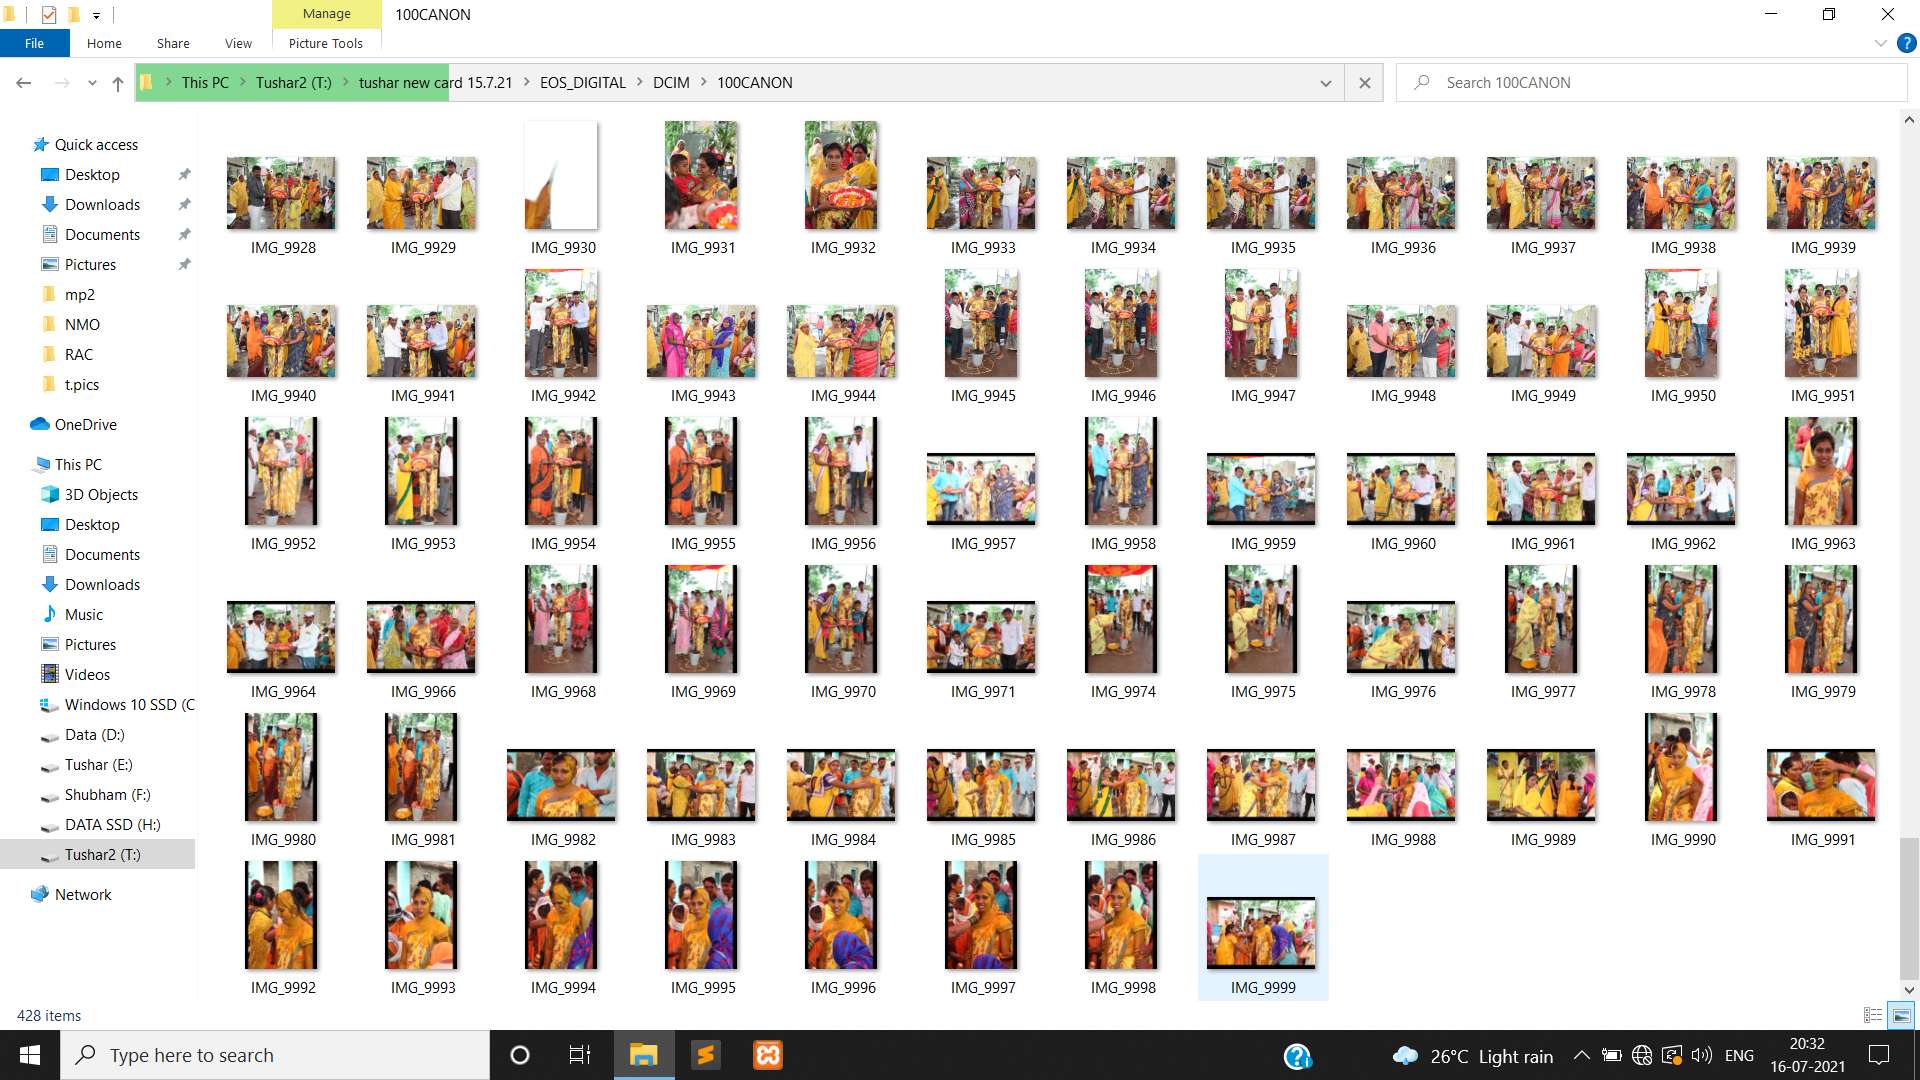 Manage
100CANON
File
Home
Share
View
Picture Tools
This PC
Tushar2 (T:)
tushar new card 15.7.21
EOS_DIGITAL
DCIM
100CANON
Search 100CANON
Quick access
Desktop
Downloads
Documents
Pictures
mp2
NMO
RAC
t.pics
OneDrive
This PC
3D Objects
Desktop
Documents
Downloads
Music
Pictures
Videos
Windows 10 SSD (C
Data (D:)
Tushar (E:)
Shubham (F:)
DATA SSD (H:)
Tushar2 (T:)
Network
IMG_9928 IMG_9929 IMG_9930 IMG_9931 IMG_9932 IMG_9933 IMG_9934 IMG_9935 IMG_9936 IMG_9937 IMG_9938 IMG_9939
IMG_9940 IMG_9941 IMG_9942 IMG_9943 IMG_9944 IMG_9945 IMG_9946 IMG_9947 IMG_9948 IMG_9949 IMG_9950 IMG_9951
IMG_9952 IMG_9953 IMG_9954 IMG_9955 IMG_9956 IMG_9957 IMG_9958 IMG_9959 IMG_9960 IMG_9961 IMG_9962 IMG_9963
IMG_9964 IMG_9966 IMG_9968 IMG_9969 IMG_9970 IMG_9971 IMG_9974 IMG_9975 IMG_9976 IMG_9977 IMG_9978 IMG_9979
IMG_9980 IMG_9981 IMG_9982 IMG_9983 IMG_9984 IMG_9985 IMG_9986 IMG_9987 IMG_9988 IMG_9989 IMG_9990 IMG_9991
IMG_9992 IMG_9993 IMG_9994 IMG_9995 IMG_9996 IMG_9997 IMG_9998 IMG_9999
428 items
Type here to search
26°C Light rain
ENG
20:32
16-07-2021